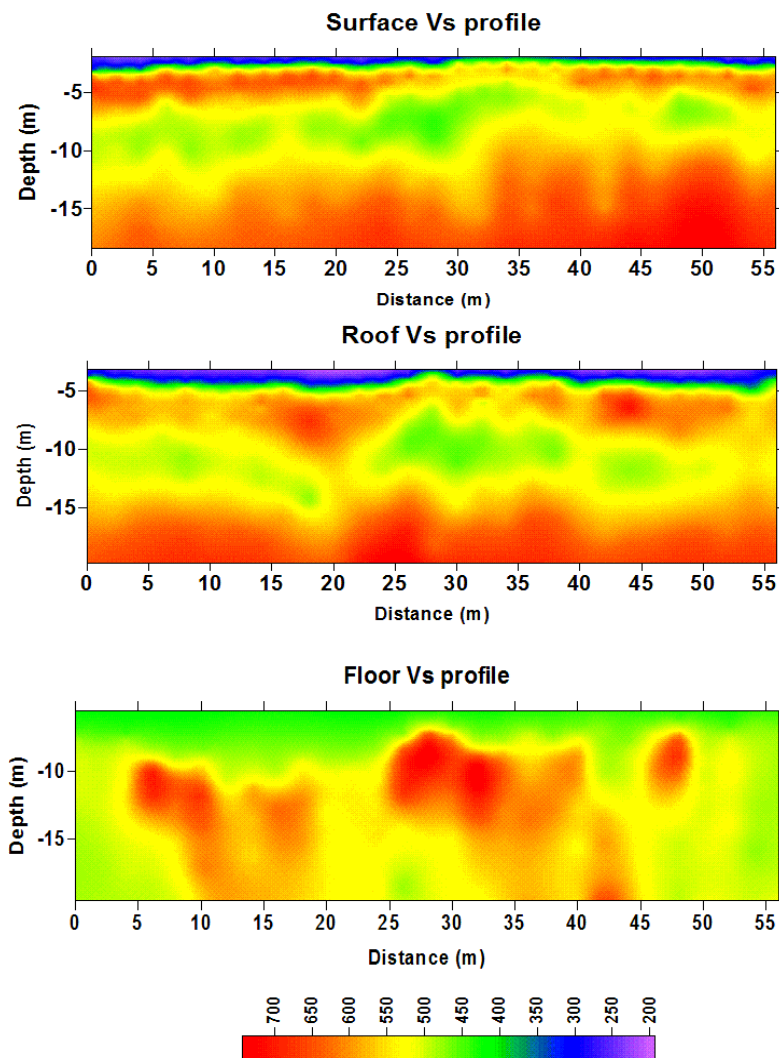 Surface Vs profile
-5
-10
-15
Depth (m)
0 5 10 15 20 25 30 35 40 45 50 55
Distance (m)
Roof Vs profile
-5
-10
-15
Depth (m)
0 5 10 15 20 25 30 35 40 45 50 55
Distance (m)
Floor Vs profile
-10
-15
Depth (m)
0 5 10 15 20 25 30 35 40 45 50 55
Distance (m)
700 650 600 550 500 450 400 350 300 250 200